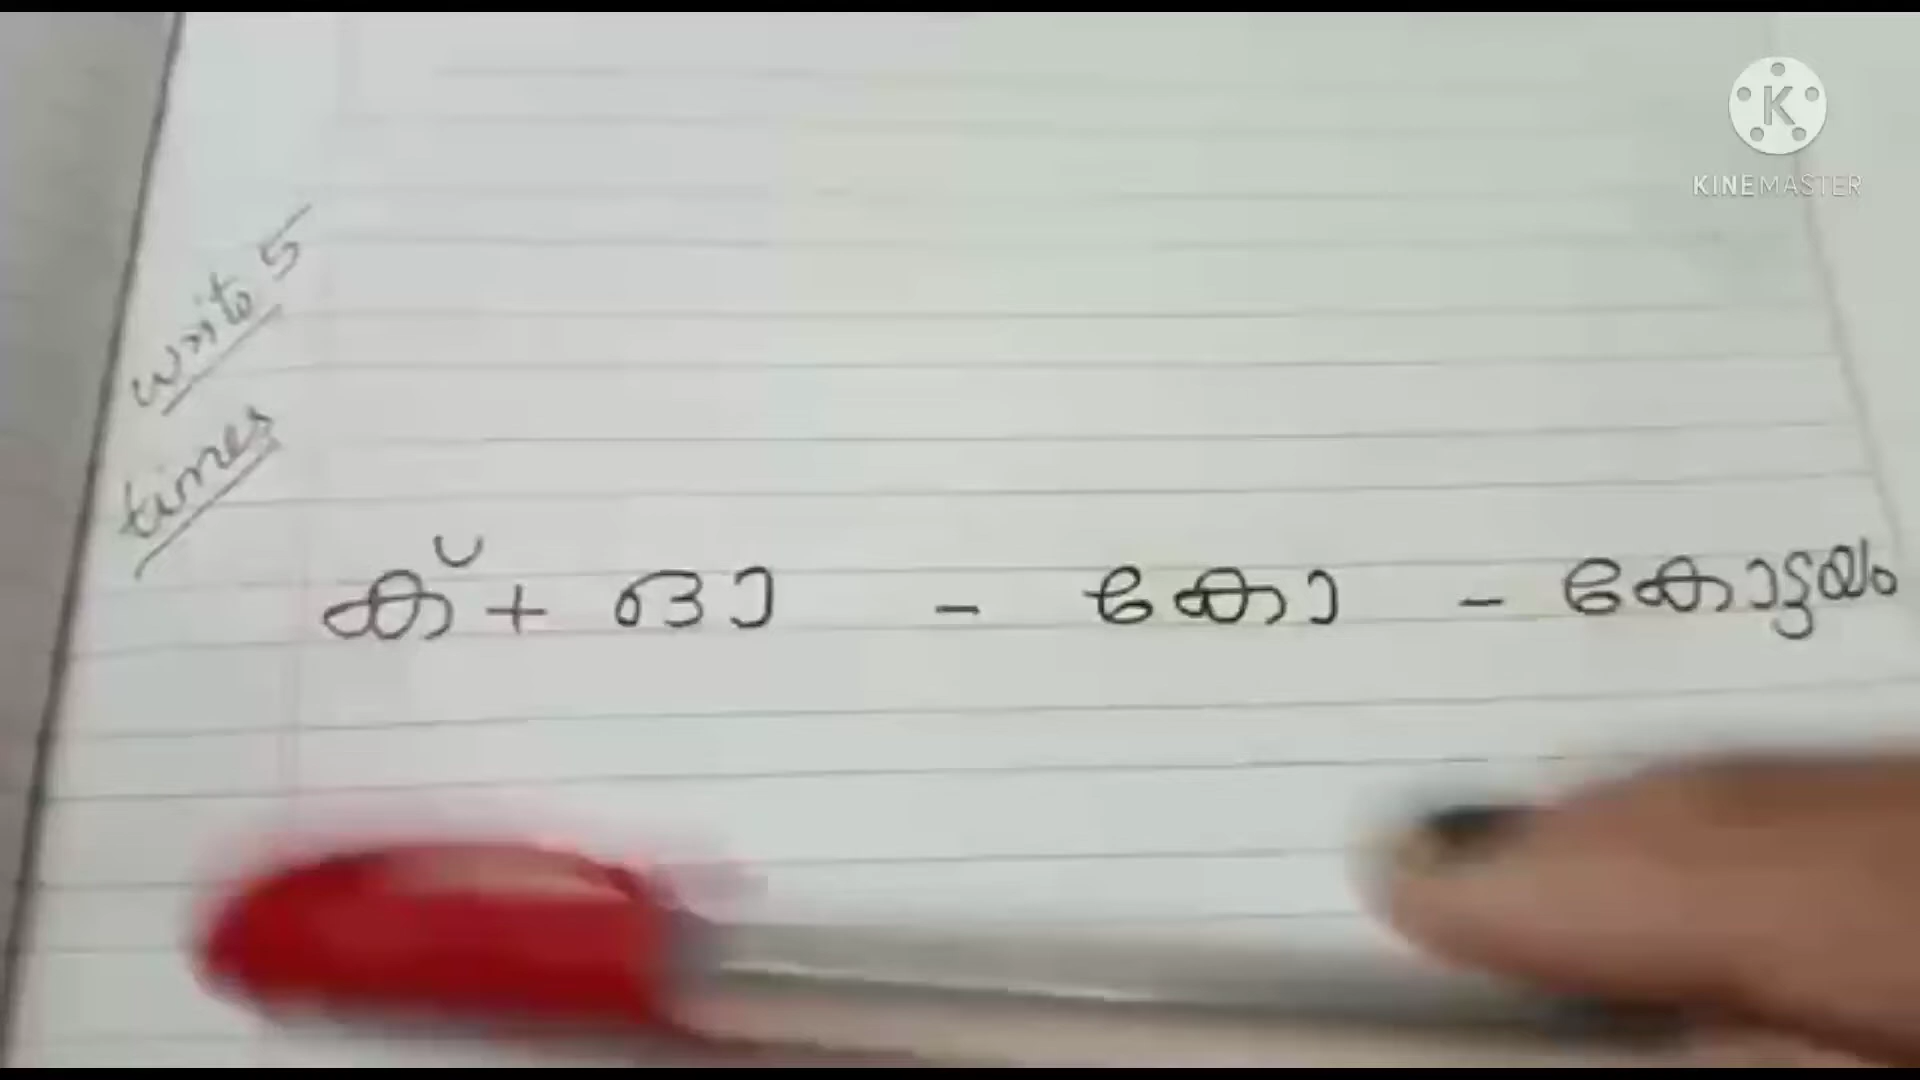 write 5
times
ക് + ഓ - കോ - കോട്ടയം
KINEMASTER